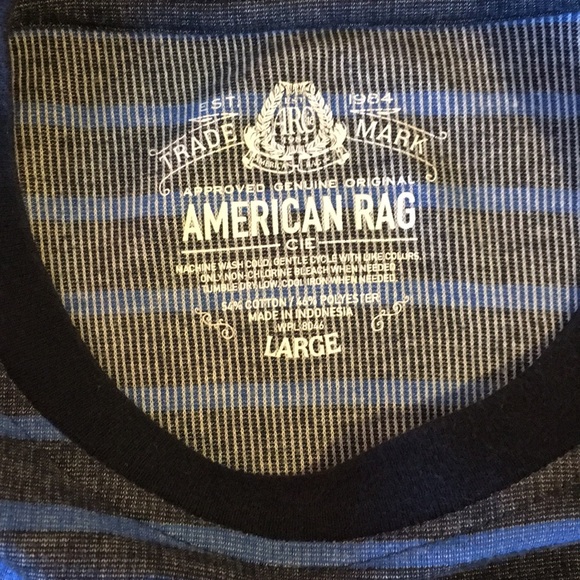 EST. 1984
TRADE MARK
ARC
APPROVED GENUINE ORIGINAL
AMERICAN RAG
CIE
MACHINE WASH COLD, GENTLE CYCLE WITH LIKE COLORS,
ONLY NON-CHLORINE BLEACH WHEN NEEDED
TUMBLE DRY LOW, COOL IRON WHEN NEEDED
54% COTTON / 46% POLYESTER
MADE IN INDONESIA
WPL 8046
LARGE